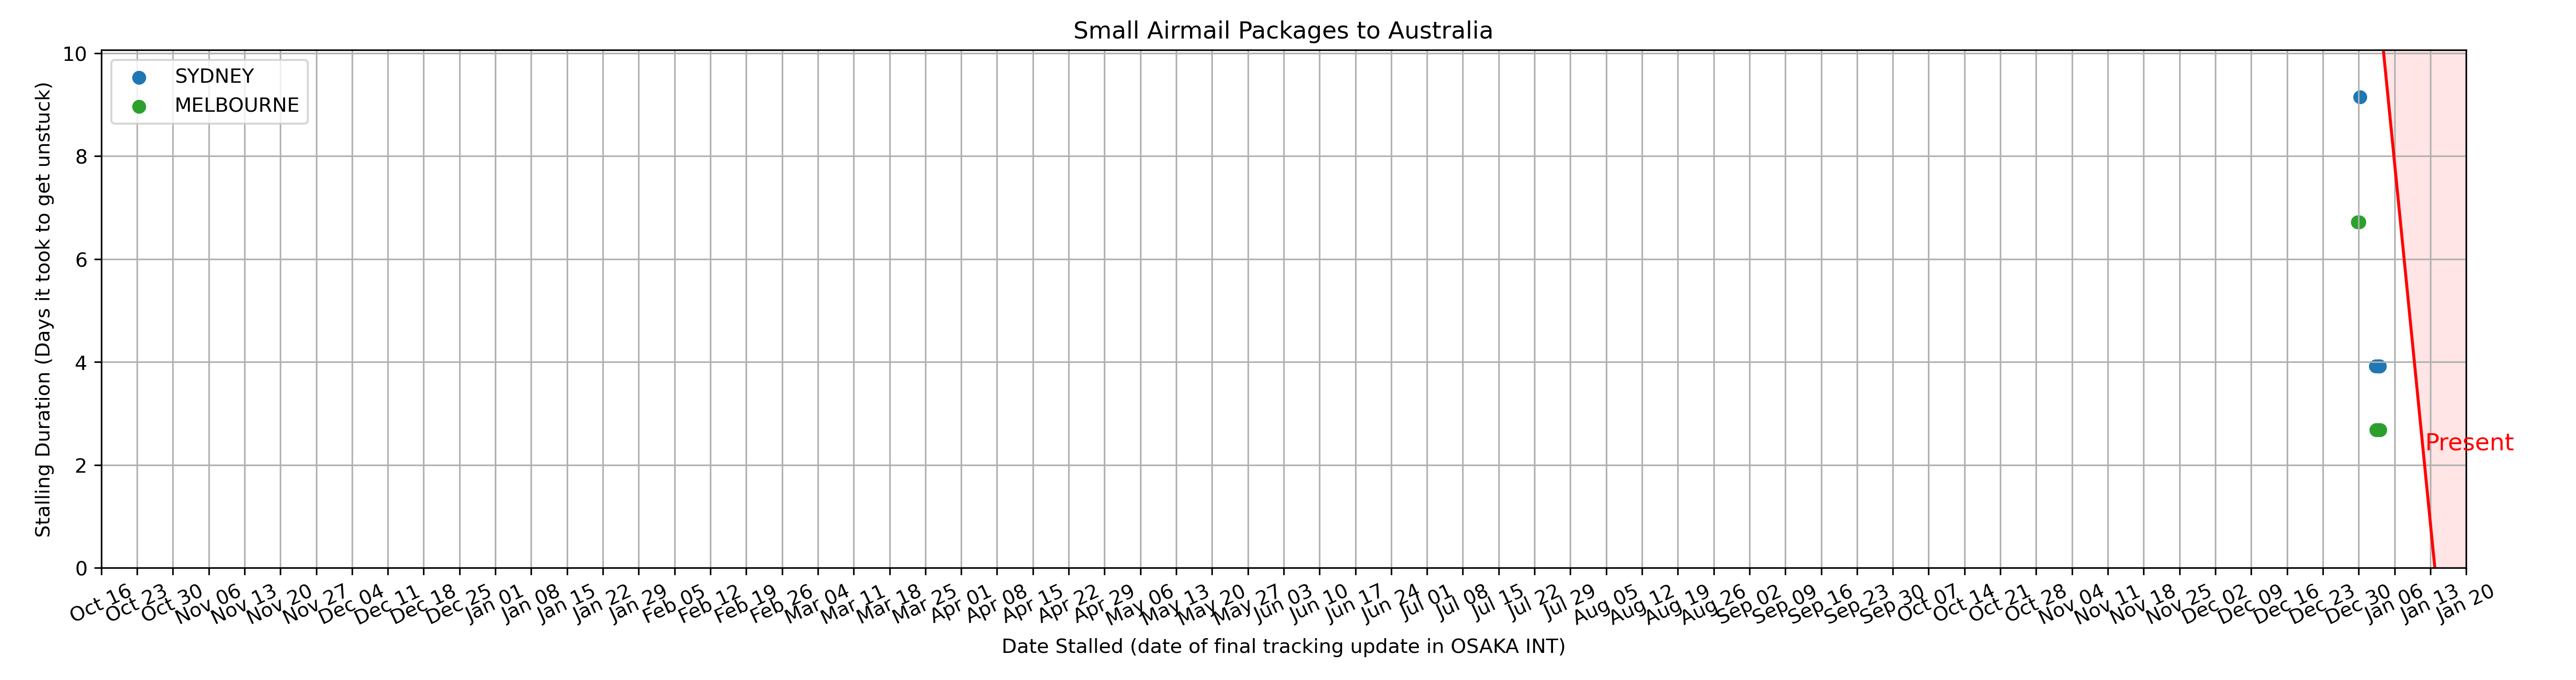 Small Airmail Packages to Australia
SYDNEY
MELBOURNE
Stalling Duration (Days it took to get unstuck)
10
8
6
4
2
0
Present
Oct 16
Oct 23
Oct 30
Nov 06
Nov 13
Nov 20
Nov 27
Dec 04
Dec 11
Dec 18
Dec 25
Jan 01
Jan 08
Jan 15
Jan 22
Jan 29
Feb 05
Feb 12
Feb 19
Feb 26
Mar 04
Mar 11
Mar 18
Mar 25
Apr 01
Apr 08
Apr 15
Apr 22
Apr 29
May 06
May 13
May 20
May 27
Jun 03
Jun 10
Jun 17
Jun 24
Jul 01
Jul 08
Jul 15
Jul 22
Jul 29
Aug 05
Aug 12
Aug 19
Aug 26
Sep 02
Sep 09
Sep 16
Sep 23
Sep 30
Oct 07
Oct 14
Oct 21
Oct 28
Nov 04
Nov 11
Nov 18
Nov 25
Dec 02
Dec 09
Dec 16
Dec 23
Dec 30
Jan 06
Jan 13
Jan 20
Date Stalled (date of final tracking update in OSAKA INT)